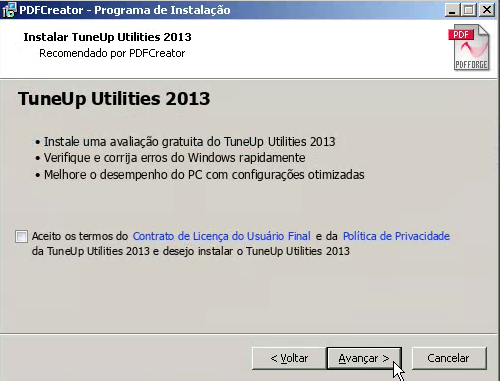 PDFCreator - Programa de Instalação
Instalar TuneUp Utilities 2013
Recomendado por PDFCreator
PDF
PDFFORGE
TuneUp Utilities 2013
• Instale uma avaliação gratuita do TuneUp Utilities 2013
• Verifique e corrija erros do Windows rapidamente
• Melhore o desempenho do PC com configurações otimizadas
Aceito os termos do Contrato de Licença do Usuário Final e da Política de Privacidade
da TuneUp Utilities 2013 e desejo instalar o TuneUp Utilities 2013
< Voltar
Avançar >
Cancelar